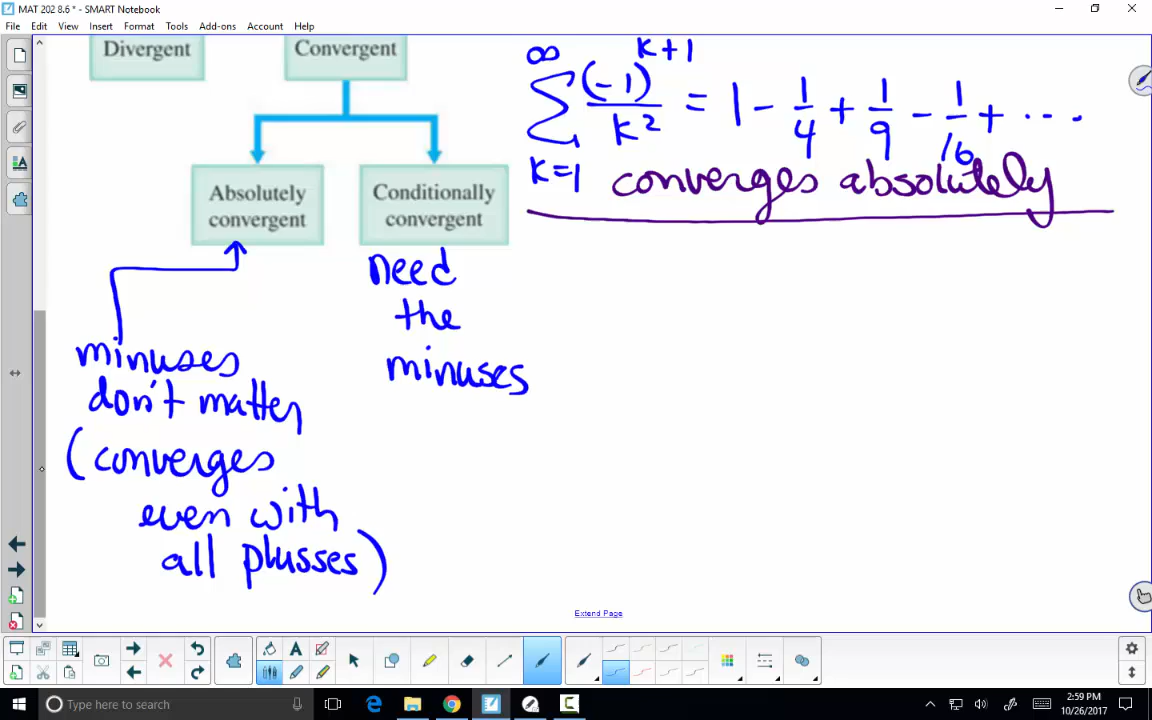 MAT 202 8.6 * - SMART Notebook
File Edit View Insert Format Tools Add-ons Account Help
Divergent
Convergent
Absolutely
convergent
Conditionally
convergent
∞
∑ (-1)^{k+1} / k² = 1 - 1/4 + 1/9 - 1/16 + ...
k=1
converges absolutely
need
the
minuses
minuses
don't matter
(converges
even with
all plusses)
Extend Page
Type here to search
2:59 PM
10/26/2017